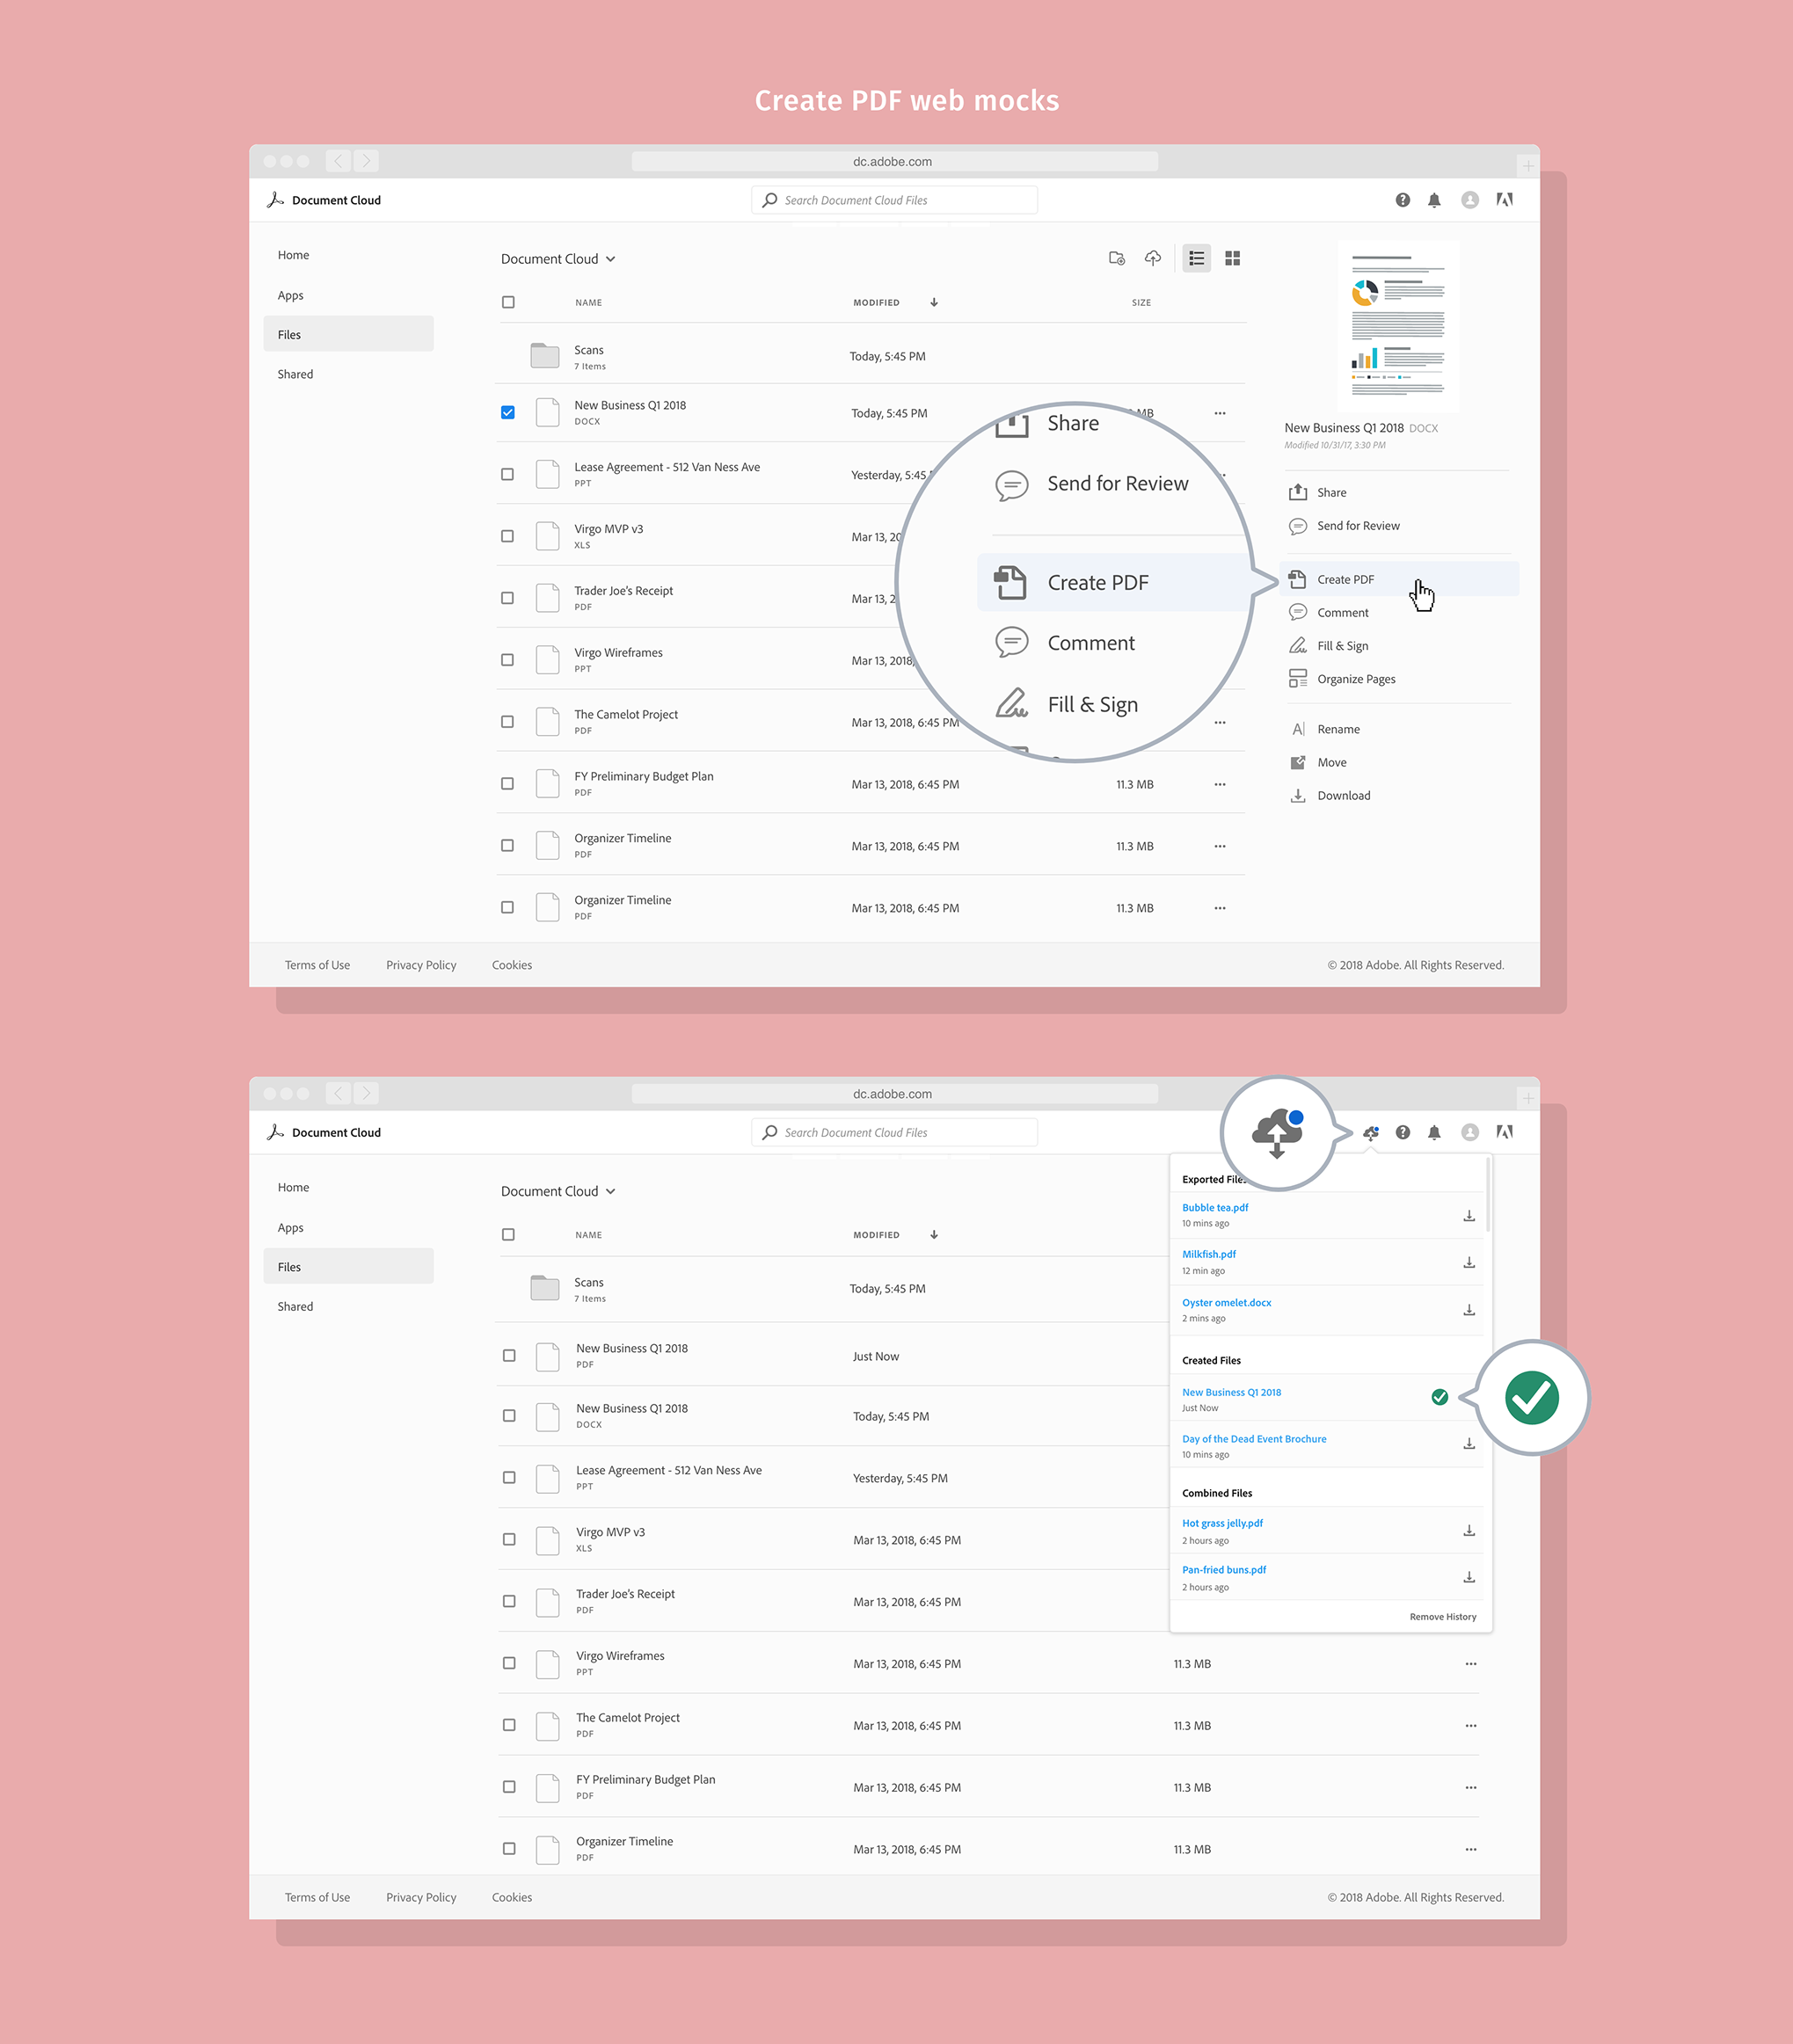 Create PDF web mocks
dc.adobe.com
Document Cloud
Search Document Cloud Files
Home
Apps
Files
Shared
Document Cloud
NAME MODIFIED SIZE
Scans
7 Items
Today, 5:45 PM
New Business Q1 2018
DOCX
Today, 5:45 PM MB
Lease Agreement - 512 Van Ness Ave
PPT
Yesterday, 5:45
Virgo MVP v3
XLS
Mar 13, 20
Trader Joe's Receipt
PDF
Mar 13, 2
Virgo Wireframes
PPT
Mar 13, 2018,
The Camelot Project
PDF
Mar 13, 2018, 6:45 PM
FY Preliminary Budget Plan
PDF
Mar 13, 2018, 6:45 PM 11.3 MB
Organizer Timeline
PDF
Mar 13, 2018, 6:45 PM 11.3 MB
Organizer Timeline
PDF
Mar 13, 2018, 6:45 PM 11.3 MB
Share
Send for Review
Create PDF
Comment
Fill & Sign
New Business Q1 2018 DOCX
Modified 10/31/17, 3:30 PM
Share
Send for Review
Create PDF
Comment
Fill & Sign
Organize Pages
Rename
Move
Download
Terms of Use Privacy Policy Cookies © 2018 Adobe. All Rights Reserved.
dc.adobe.com
Document Cloud
Search Document Cloud Files
Home
Apps
Files
Shared
Document Cloud
NAME MODIFIED
Scans
7 Items
Today, 5:45 PM
New Business Q1 2018
PDF
Just Now
New Business Q1 2018
DOCX
Today, 5:45 PM
Lease Agreement - 512 Van Ness Ave
PPT
Yesterday, 5:45 PM
Virgo MVP v3
XLS
Mar 13, 2018, 6:45 PM
Trader Joe's Receipt
PDF
Mar 13, 2018, 6:45 PM
Virgo Wireframes
PPT
Mar 13, 2018, 6:45 PM 11.3 MB
The Camelot Project
PDF
Mar 13, 2018, 6:45 PM 11.3 MB
FY Preliminary Budget Plan
PDF
Mar 13, 2018, 6:45 PM 11.3 MB
Organizer Timeline
PDF
Mar 13, 2018, 6:45 PM 11.3 MB
Exported Files
Bubble tea.pdf
10 mins ago
Milkfish.pdf
12 min ago
Oyster omelet.docx
2 mins ago
Created Files
New Business Q1 2018
Just Now
Day of the Dead Event Brochure
10 mins ago
Combined Files
Hot grass jelly.pdf
2 hours ago
Pan-fried buns.pdf
2 hours ago
Remove History
Terms of Use Privacy Policy Cookies © 2018 Adobe. All Rights Reserved.